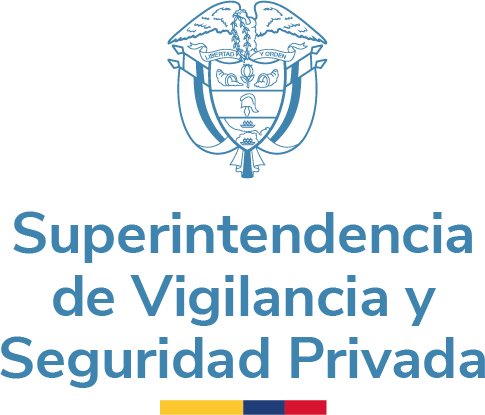 LIBERTAD Y ORDEN
Superintendencia
de Vigilancia y
Seguridad Privada